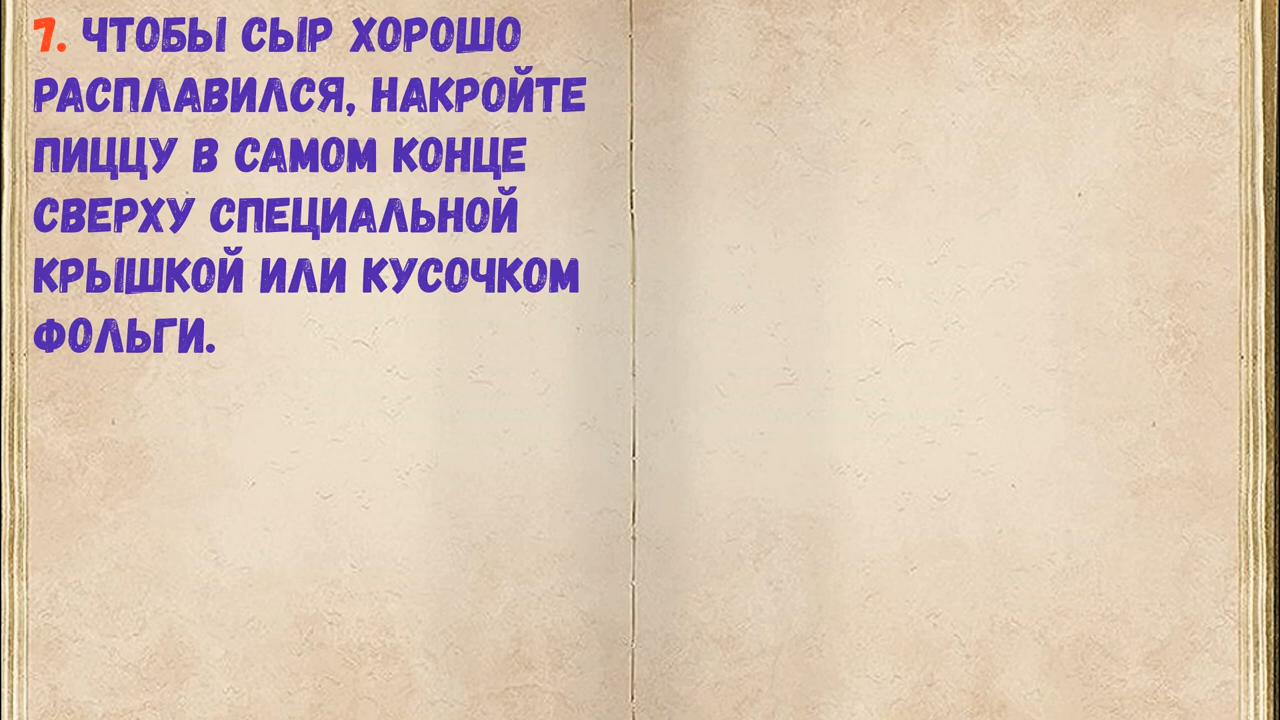 7. ЧТОБЫ СЫР ХОРОШО
РАСПЛАВИЛСЯ, НАКРОЙТЕ
ПИЦЦУ В САМОМ КОНЦЕ
СВЕРХУ СПЕЦИАЛЬНОЙ
КРЫШКОЙ ИЛИ КУСОЧКОМ
ФОЛЬГИ.